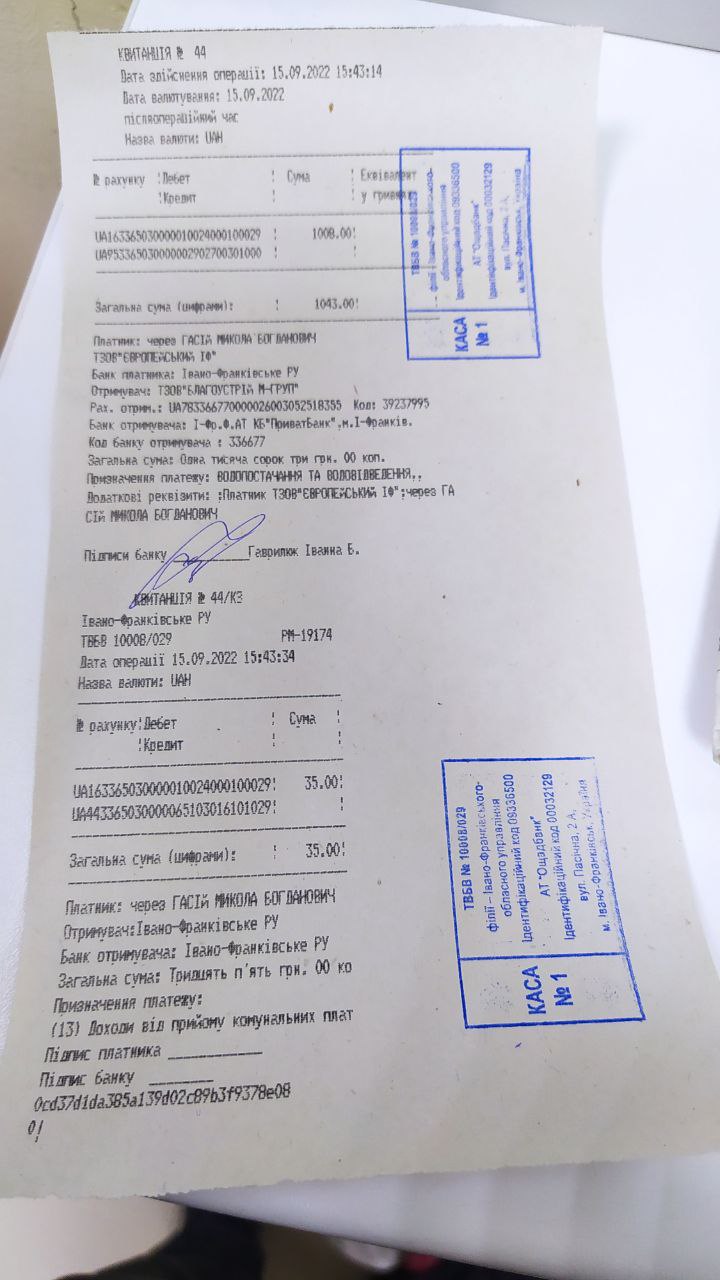 КВИТАНЦІЯ № 44
Дата здійснення операції: 15.09.2022 15:43:14
Дата валютування: 15.09.2022
післяопераційний час
Назва валюти: UAH
№ рахунку ¦Дебет ¦ Сума ¦Еквівалент
¦Кредит ¦ ¦у гривнях
UA163365030000010024000100029 ¦ 1008.00¦
UA953365030000002902700301000 ¦ ¦
Загальна сума (цифрами): ¦ 1043.00¦
Платник: через ГАСІЙ МИКОЛА БОГДАНОВИЧ
ТЗОВ"ЄВРОПЕЙСЬКИЙ ІФ"
Банк платника: Івано-Франківське РУ
Отримувач: ТЗОВ"БЛАГОУСТРІЙ М-ГРУП"
Рах. отрим.: UA783366770000026003052518355 Код: 39237995
Банк отримувача: І-Фр.Ф.АТ КБ"ПриватБанк",м.І-Франків.
Код банку отримувача : 336677
Загальна сума: Одна тисяча сорок три грн. 00 коп.
Призначення платежу: ВОДОПОСТАЧАННЯ ТА ВОДОВІДВЕДЕННЯ,,
Додаткові реквізити: ;Платник ТЗОВ"ЄВРОПЕЙСЬКИЙ ІФ";через ГА
СІЙ МИКОЛА БОГДАНОВИЧ
Підписи банку __________Гаврилюк Іванна Б.
ТВБВ № 10008/029
філії – Івано-Франківського-
обласного управління
Ідентифікаційний код 09336500
АТ "Ощадбанк"
Ідентифікаційний код 00032129
вул. Пасічна, 2 А,
м. Івано-Франківськ, Україна
КАСА
№ 1
КВИТАНЦІЯ № 44/К3
Івано-Франківське РУ
ТВБВ 10008/029 РМ-19174
Дата операції 15.09.2022 15:43:34
Назва валюти: UAH
№ рахунку¦Дебет ¦ Сума ¦
¦Кредит ¦ ¦
UA163365030000010024000100029¦ 35.00¦
UA443365030000065103016101029¦ ¦
Загальна сума (цифрами): ¦ 35.00¦
Платник: через ГАСІЙ МИКОЛА БОГДАНОВИЧ
Отримувач:Івано-Франківське РУ
Банк отримувача: Івано-Франківське РУ
Загальна сума: Тридцять п'ять грн. 00 ко
Призначення платежу:
(13) Доходи від прийому комунальних плат
Підпис платника ____________
Підпис банку ________
0cd37d1da385a139d02c89b3f9378e08
0!
ТВБВ № 10008/029
філії – Івано-Франківського-
обласного управління
Ідентифікаційний код 09336500
АТ "Ощадбанк"
Ідентифікаційний код 00032129
вул. Пасічна, 2 А,
м. Івано-Франківськ, Україна
КАСА
№ 1